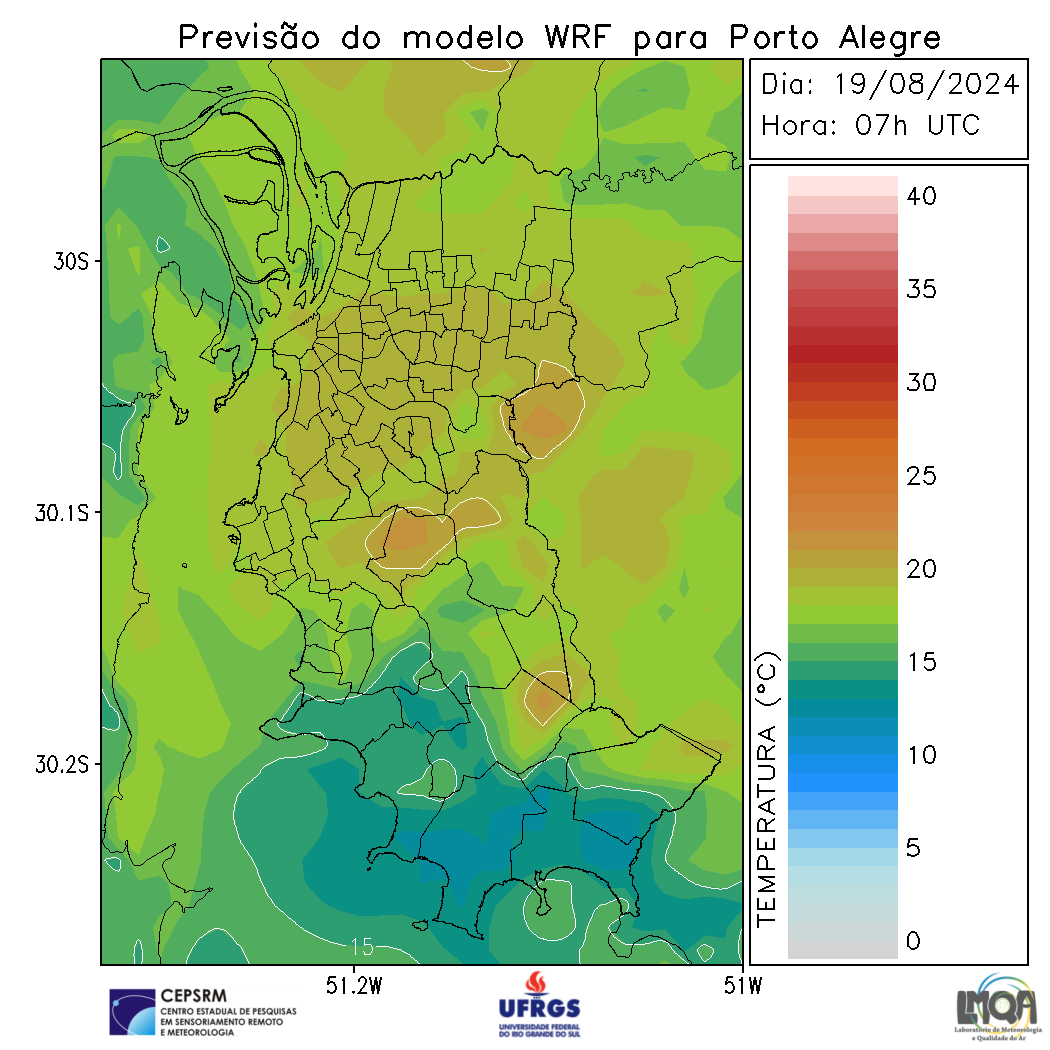 Previsão do modelo WRF para Porto Alegre
Dia: 19/08/2024
Hora: 07h UTC
40
35
30
25
20
15
10
5
0
TEMPERATURA (°C)
30S
30.1S
30.2S
15
51.2W
51W
CEPSRM
CENTRO ESTADUAL DE PESQUISAS
EM SENSORIAMENTO REMOTO
E METEOROLOGIA
UFRGS
UNIVERSIDADE FEDERAL
DO RIO GRANDE DO SUL
LMQA
Laboratório de Meteorologia
e Qualidade do Ar